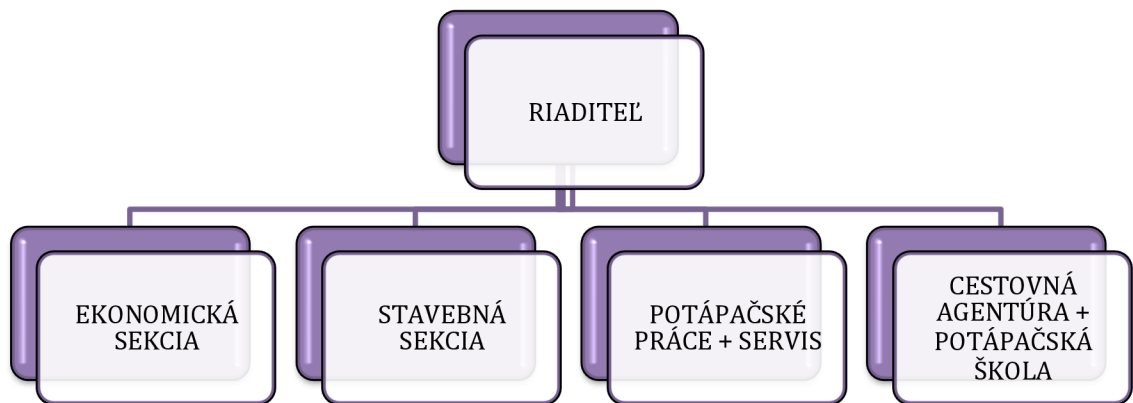 RIADITEĽ
EKONOMICKÁ
SEKCIA
STAVEBNÁ
SEKCIA
POTÁPAČSKÉ
PRÁCE + SERVIS
CESTOVNÁ
AGENTÚRA +
POTÁPAČSKÁ
ŠKOLA